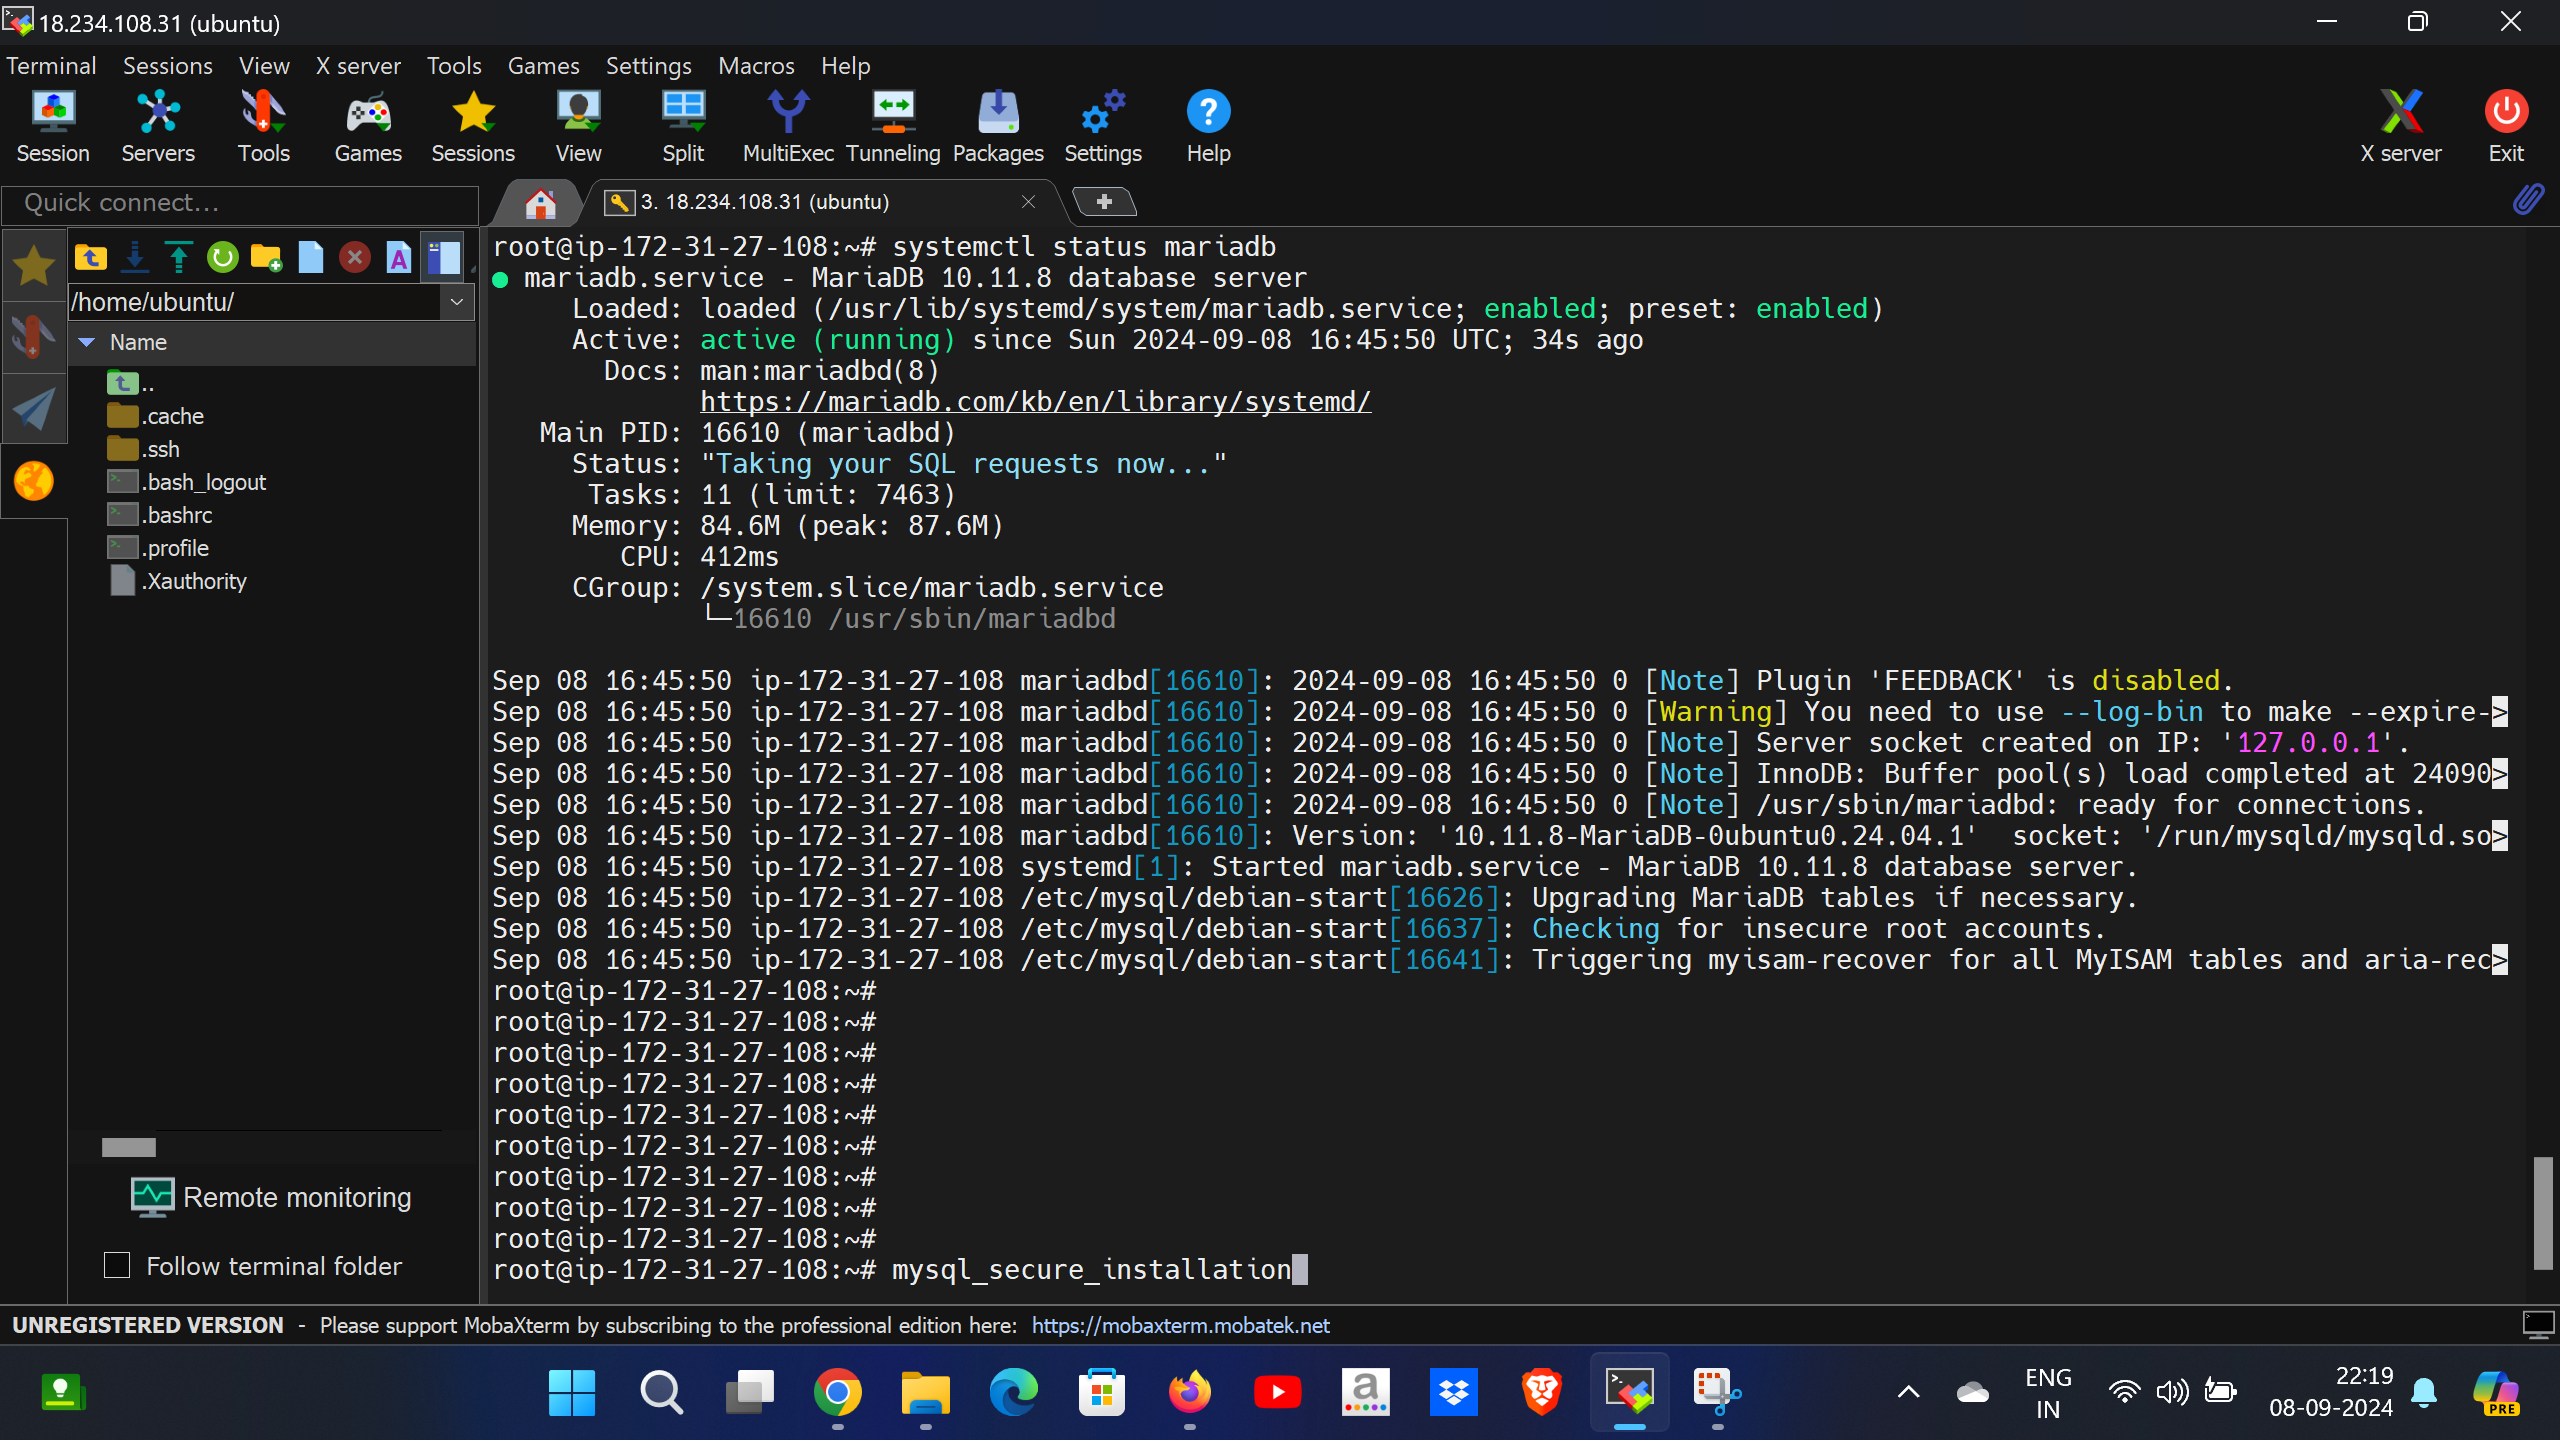 18.234.108.31 (ubuntu)
Terminal Sessions View X server Tools Games Settings Macros Help
Session Servers Tools Games Sessions View Split MultiExec Tunneling Packages Settings Help X server Exit
Quick connect...
3. 18.234.108.31 (ubuntu)
/home/ubuntu/
Name
..
.cache
.ssh
.bash_logout
.bashrc
.profile
.Xauthority
Remote monitoring
Follow terminal folder
root@ip-172-31-27-108:~# systemctl status mariadb
● mariadb.service - MariaDB 10.11.8 database server
Loaded: loaded (/usr/lib/systemd/system/mariadb.service; enabled; preset: enabled)
Active: active (running) since Sun 2024-09-08 16:45:50 UTC; 34s ago
Docs: man:mariadbd(8)
https://mariadb.com/kb/en/library/systemd/
Main PID: 16610 (mariadbd)
Status: "Taking your SQL requests now..."
Tasks: 11 (limit: 7463)
Memory: 84.6M (peak: 87.6M)
CPU: 412ms
CGroup: /system.slice/mariadb.service
└─16610 /usr/sbin/mariadbd
Sep 08 16:45:50 ip-172-31-27-108 mariadbd[16610]: 2024-09-08 16:45:50 0 [Note] Plugin 'FEEDBACK' is disabled.
Sep 08 16:45:50 ip-172-31-27-108 mariadbd[16610]: 2024-09-08 16:45:50 0 [Warning] You need to use --log-bin to make --expire->
Sep 08 16:45:50 ip-172-31-27-108 mariadbd[16610]: 2024-09-08 16:45:50 0 [Note] Server socket created on IP: '127.0.0.1'.
Sep 08 16:45:50 ip-172-31-27-108 mariadbd[16610]: 2024-09-08 16:45:50 0 [Note] InnoDB: Buffer pool(s) load completed at 24090>
Sep 08 16:45:50 ip-172-31-27-108 mariadbd[16610]: 2024-09-08 16:45:50 0 [Note] /usr/sbin/mariadbd: ready for connections.
Sep 08 16:45:50 ip-172-31-27-108 mariadbd[16610]: Version: '10.11.8-MariaDB-0ubuntu0.24.04.1'  socket: '/run/mysqld/mysqld.so>
Sep 08 16:45:50 ip-172-31-27-108 systemd[1]: Started mariadb.service - MariaDB 10.11.8 database server.
Sep 08 16:45:50 ip-172-31-27-108 /etc/mysql/debian-start[16626]: Upgrading MariaDB tables if necessary.
Sep 08 16:45:50 ip-172-31-27-108 /etc/mysql/debian-start[16637]: Checking for insecure root accounts.
Sep 08 16:45:50 ip-172-31-27-108 /etc/mysql/debian-start[16641]: Triggering myisam-recover for all MyISAM tables and aria-rec>
root@ip-172-31-27-108:~#
root@ip-172-31-27-108:~#
root@ip-172-31-27-108:~#
root@ip-172-31-27-108:~#
root@ip-172-31-27-108:~#
root@ip-172-31-27-108:~#
root@ip-172-31-27-108:~#
root@ip-172-31-27-108:~#
root@ip-172-31-27-108:~#
root@ip-172-31-27-108:~# mysql_secure_installation
UNREGISTERED VERSION - Please support MobaXterm by subscribing to the professional edition here: https://mobaxterm.mobatek.net
ENG
IN
22:19
08-09-2024
PRE